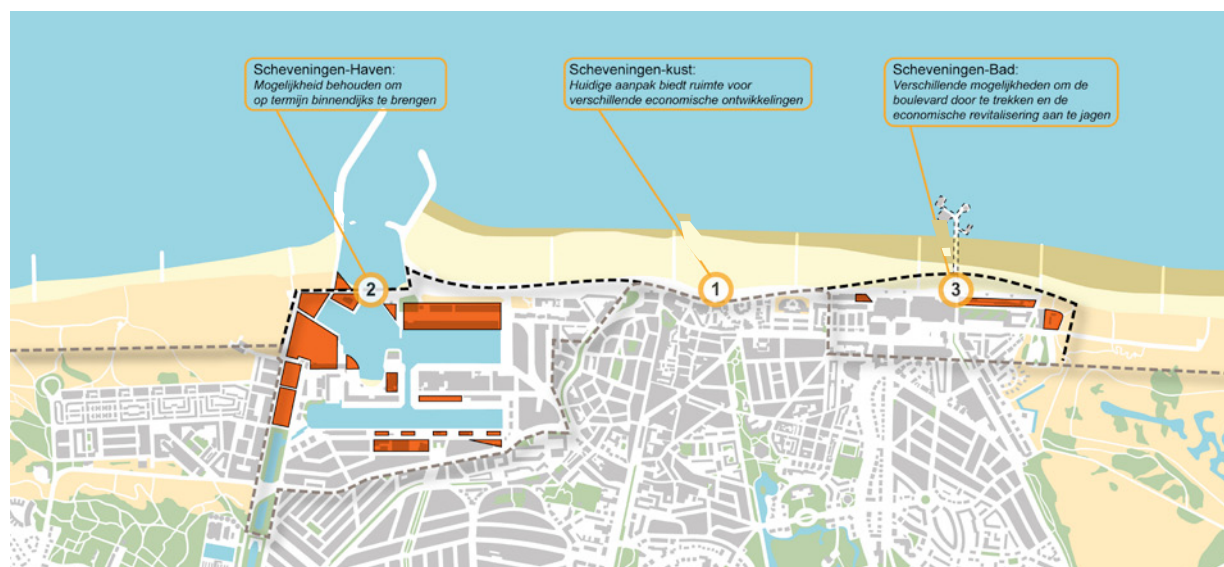 Scheveningen-Haven:
Mogelijkheid behouden om
op termijn binnendijks te brengen
Scheveningen-kust:
Huidige aanpak biedt ruimte voor
verschillende economische ontwikkelingen
Scheveningen-Bad:
Verschillende mogelijkheden om de
boulevard door te trekken en de
economische revitalisering aan te jagen
2
1
3